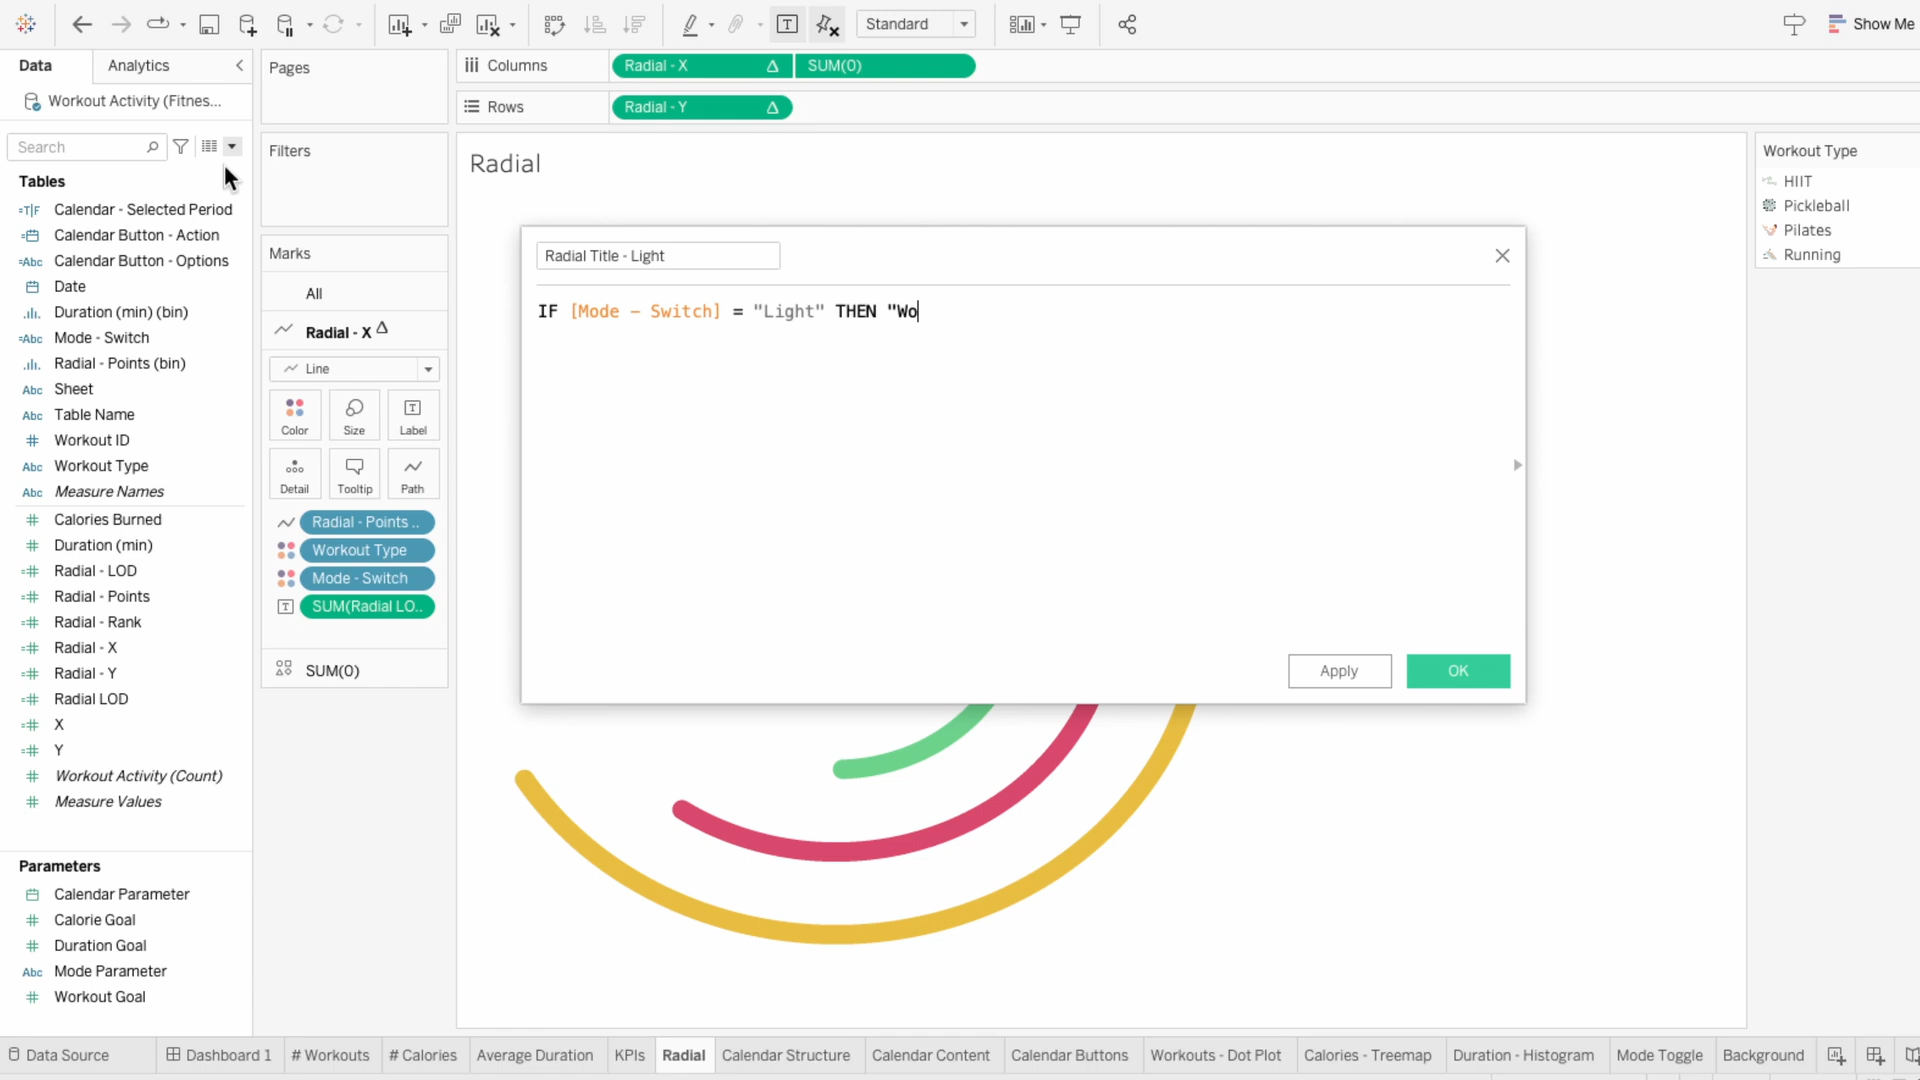 Standard
Show Me
Data
Analytics
Workout Activity (Fitnes...
Search
Tables
Calendar - Selected Period
Calendar Button - Action
Calendar Button - Options
Date
Duration (min) (bin)
Mode - Switch
Radial - Points (bin)
Sheet
Table Name
Workout ID
Workout Type
Measure Names
Calories Burned
Duration (min)
Radial - LOD
Radial - Points
Radial - Rank
Radial - X
Radial - Y
Radial LOD
X
Y
Workout Activity (Count)
Measure Values
Parameters
Calendar Parameter
Calorie Goal
Duration Goal
Mode Parameter
Workout Goal
Pages
Filters
Marks
All
Radial - X
Line
Color
Size
Label
Detail
Tooltip
Path
Radial - Points ..
Workout Type
Mode - Switch
SUM(Radial LO..
SUM(0)
Columns
Radial - X
SUM(0)
Rows
Radial - Y
Radial
Radial Title - Light
IF [Mode - Switch] = "Light" THEN "Wo
Apply
OK
Workout Type
HIIT
Pickleball
Pilates
Running
Data Source
Dashboard 1
# Workouts
# Calories
Average Duration
KPIs
Radial
Calendar Structure
Calendar Content
Calendar Buttons
Workouts - Dot Plot
Calories - Treemap
Duration - Histogram
Mode Toggle
Background